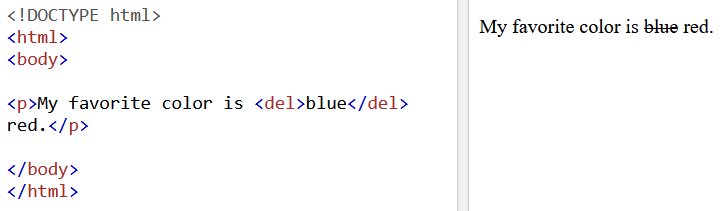 <!DOCTYPE html>
<html>
<body>
<p>My favorite color is <del>blue</del>
red.</p>
</body>
</html>
My favorite color is blue red.